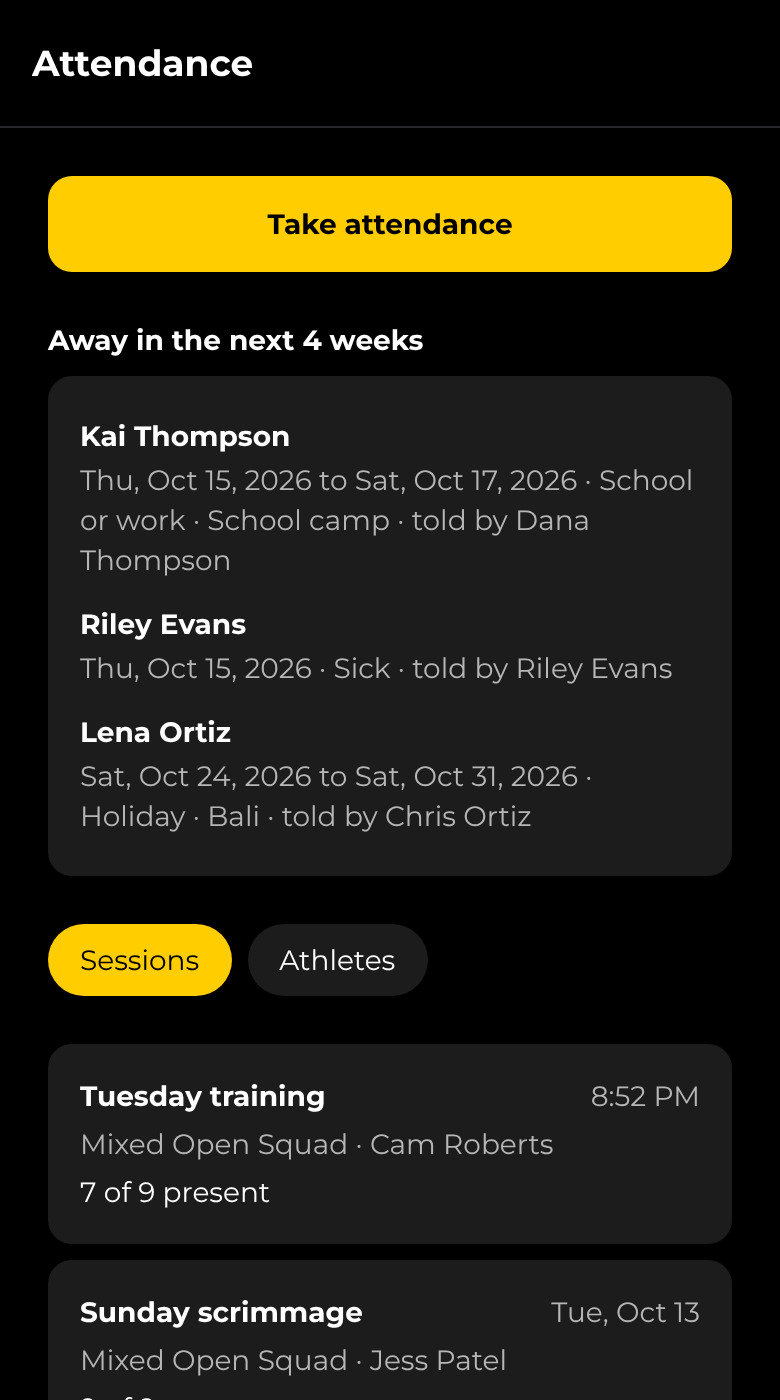 Attendance
Take attendance
Away in the next 4 weeks
Kai Thompson
Thu, Oct 15, 2026 to Sat, Oct 17, 2026 · School
or work · School camp · told by Dana
Thompson
Riley Evans
Thu, Oct 15, 2026 · Sick · told by Riley Evans
Lena Ortiz
Sat, Oct 24, 2026 to Sat, Oct 31, 2026 ·
Holiday · Bali · told by Chris Ortiz
Sessions
Athletes
Tuesday training
8:52 PM
Mixed Open Squad · Cam Roberts
7 of 9 present
Sunday scrimmage
Tue, Oct 13
Mixed Open Squad · Jess Patel